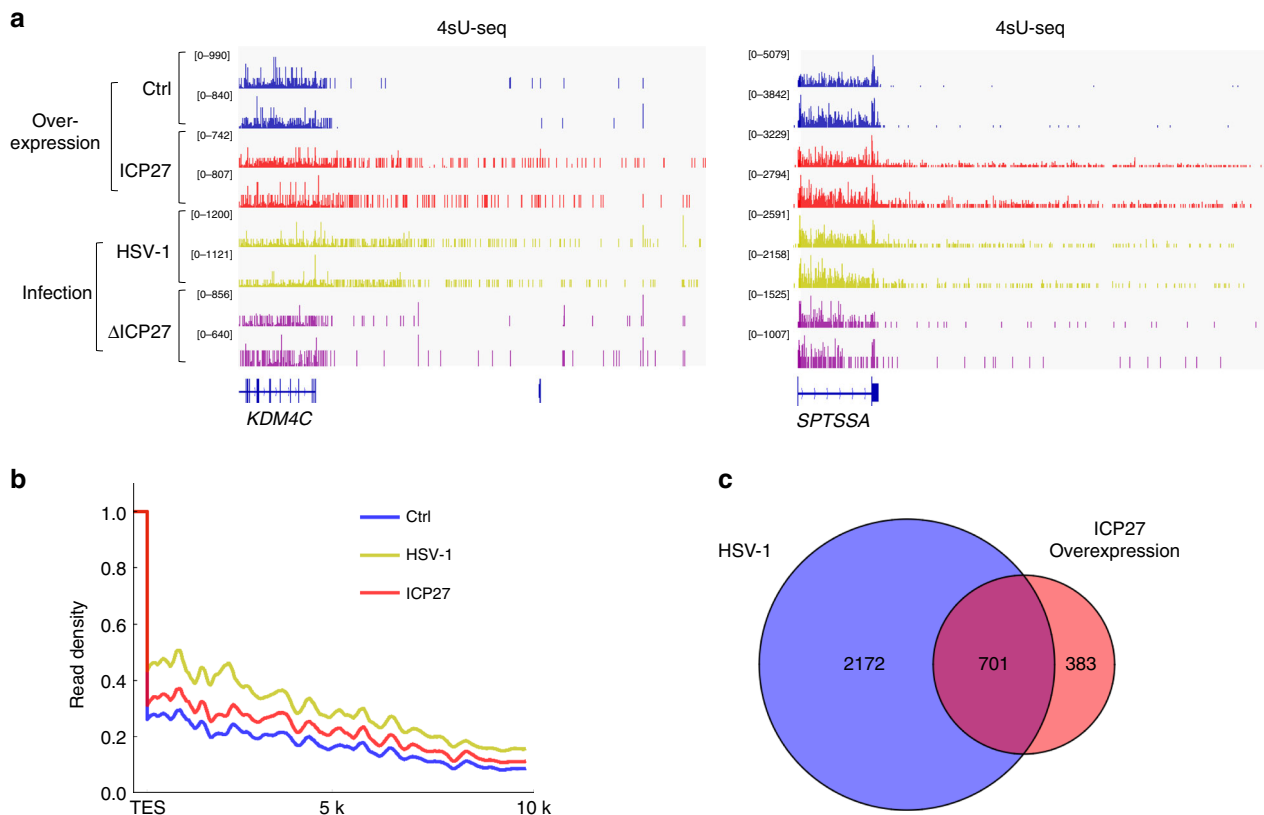 a
4sU-seq
4sU-seq
Over-
expression
Ctrl
ICP27
Infection
HSV-1
ΔICP27
[0–990]
[0–840]
[0–742]
[0–807]
[0–1200]
[0–1121]
[0–856]
[0–640]
KDM4C
[0–5079]
[0–3842]
[0–3229]
[0–2794]
[0–2591]
[0–2158]
[0–1525]
[0–1007]
SPTSSA
b
Read density
1.0
0.8
0.6
0.4
0.2
0.0
TES
5 k
10 k
Ctrl
HSV-1
ICP27
c
HSV-1
ICP27
Overexpression
2172
701
383